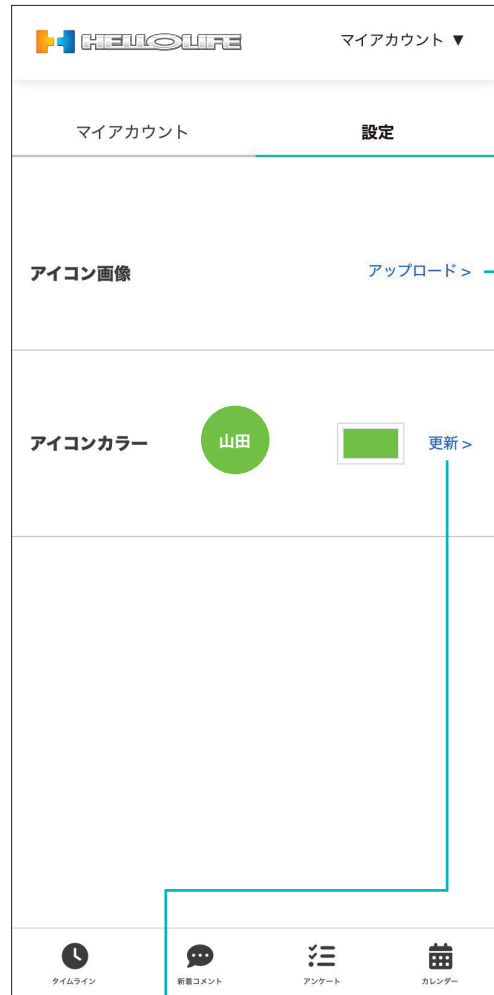 HELLOLIFE
マイアカウント ▼
マイアカウント
設定
アイコン画像
アップロード >
アイコンカラー
山田
更新 >
タイムライン
新着コメント
アンケート
カレンダー